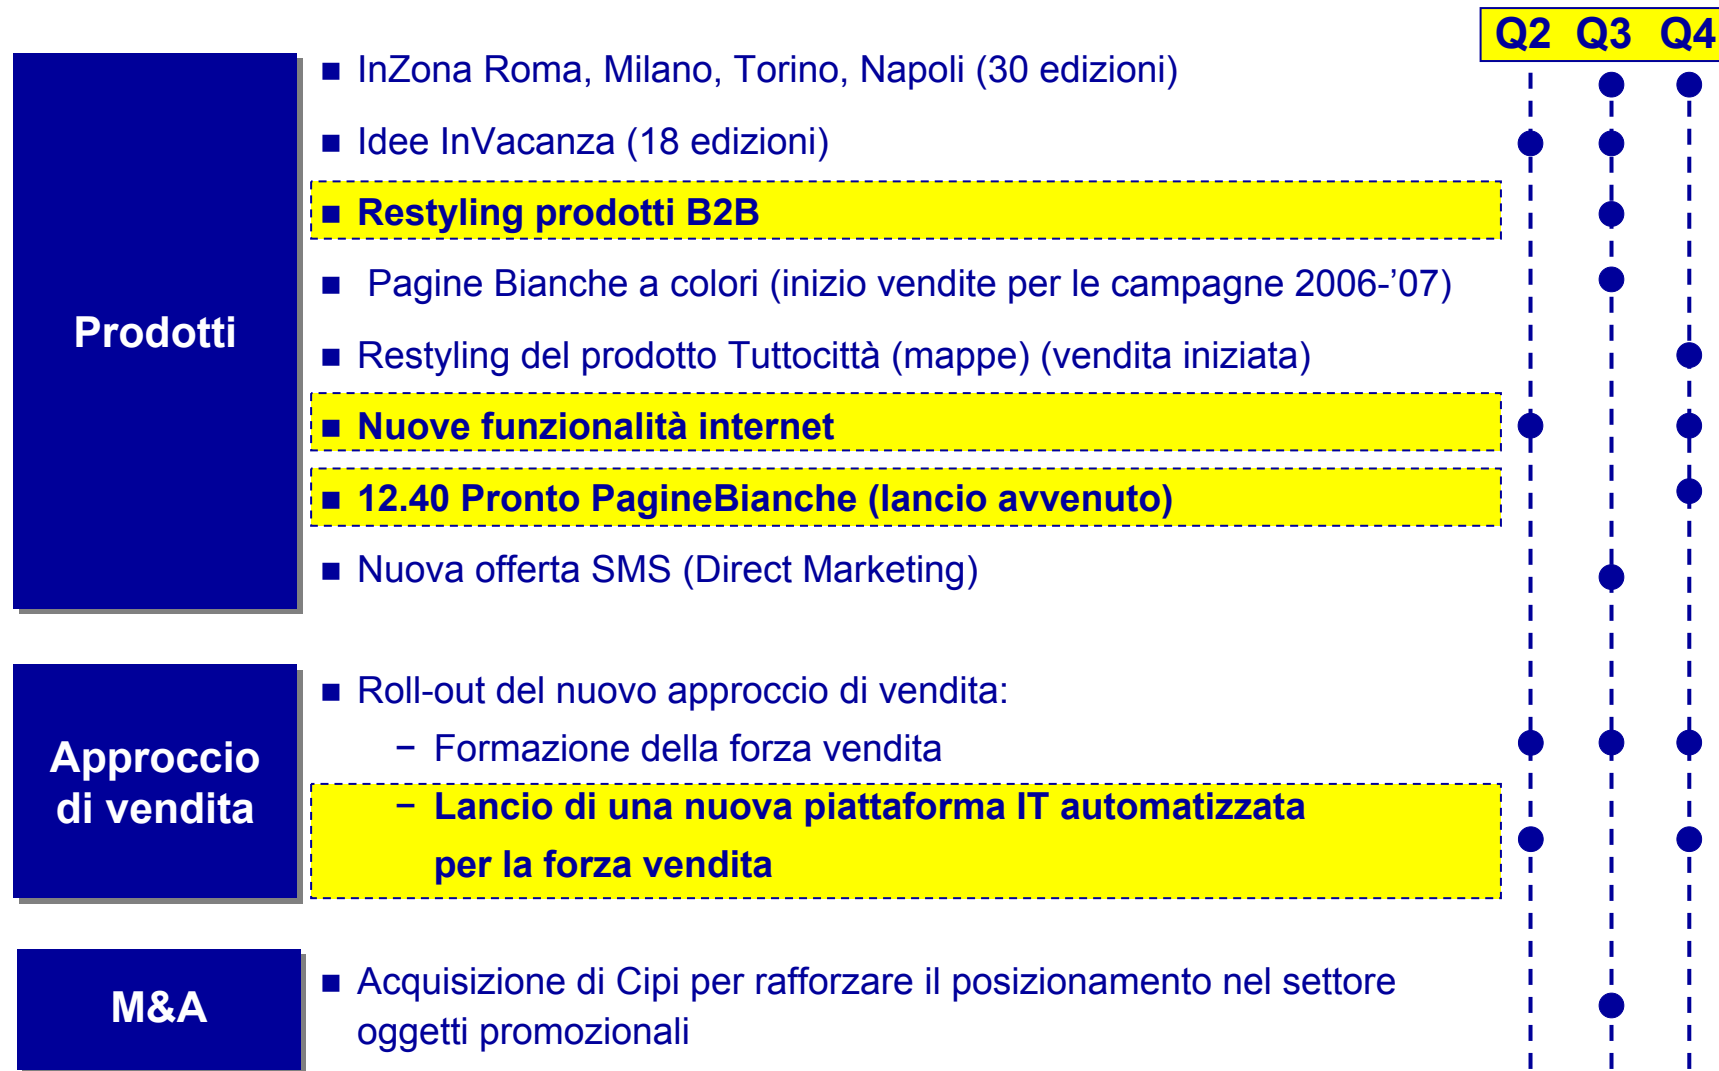 Q2 Q3 Q4
Prodotti
■ InZona Roma, Milano, Torino, Napoli (30 edizioni)
■ Idee InVacanza (18 edizioni)
■ Restyling prodotti B2B
■ Pagine Bianche a colori (inizio vendite per le campagne 2006-’07)
■ Restyling del prodotto Tuttocittà (mappe) (vendita iniziata)
■ Nuove funzionalità internet
■ 12.40 Pronto PagineBianche (lancio avvenuto)
■ Nuova offerta SMS (Direct Marketing)
Approccio
di vendita
■ Roll-out del nuovo approccio di vendita:
− Formazione della forza vendita
− Lancio di una nuova piattaforma IT automatizzata
per la forza vendita
M&A
■ Acquisizione di Cipi per rafforzare il posizionamento nel settore
oggetti promozionali